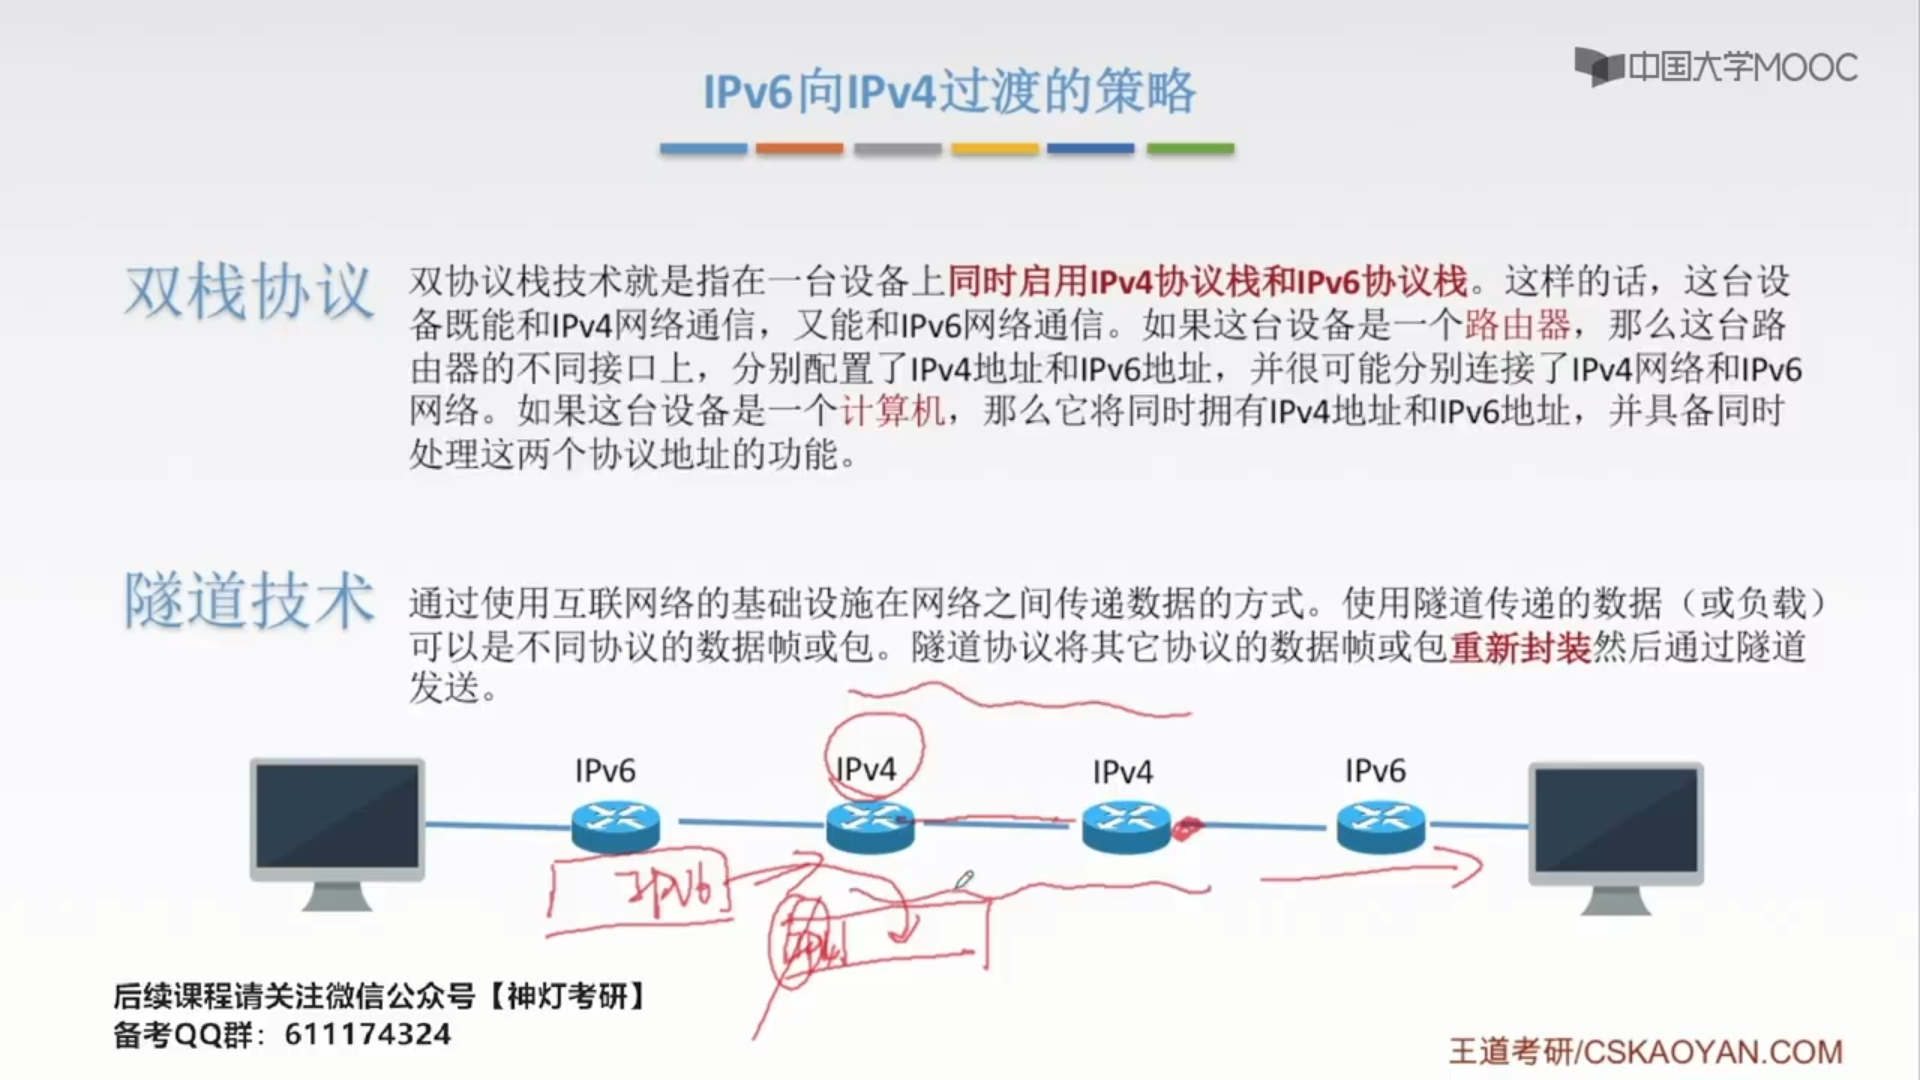 中国大学MOOC
IPv6向IPv4过渡的策略
双栈协议
双协议栈技术就是指在一台设备上同时启用IPv4协议栈和IPv6协议栈。这样的话，这台设
备既能和IPv4网络通信，又能和IPv6网络通信。如果这台设备是一个路由器，那么这台路
由器的不同接口上，分别配置了IPv4地址和IPv6地址，并很可能分别连接了IPv4网络和IPv6
网络。如果这台设备是一个计算机，那么它将同时拥有IPv4地址和IPv6地址，并具备同时
处理这两个协议地址的功能。
隧道技术
通过使用互联网络的基础设施在网络之间传递数据的方式。使用隧道传递的数据（或负载）
可以是不同协议的数据帧或包。隧道协议将其它协议的数据帧或包重新封装然后通过隧道
发送。
IPv6 IPv4 IPv4 IPv6
IPV6
后续课程请关注微信公众号【神灯考研】
备考QQ群：611174324
王道考研/CSKAOYAN.COM